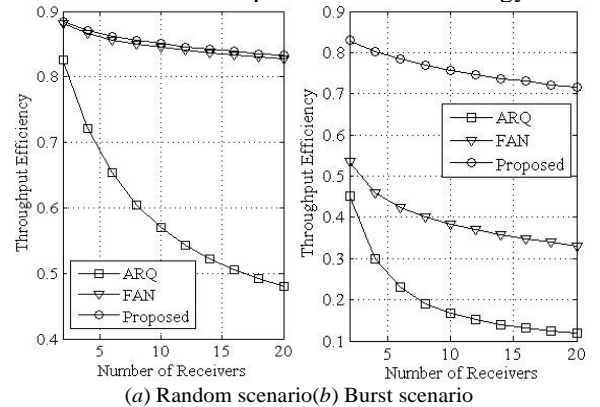 0.9
0.8
0.7
0.6
0.5
0.4
Throughput Efficiency
ARQ
FAN
Proposed
5 10 15 20
Number of Receivers
0.9
0.8
0.7
0.6
0.5
0.4
0.3
0.2
0.1
Throughput Efficiency
ARQ
FAN
Proposed
5 10 15 20
Number of Receivers
(a) Random scenario(b) Burst scenario